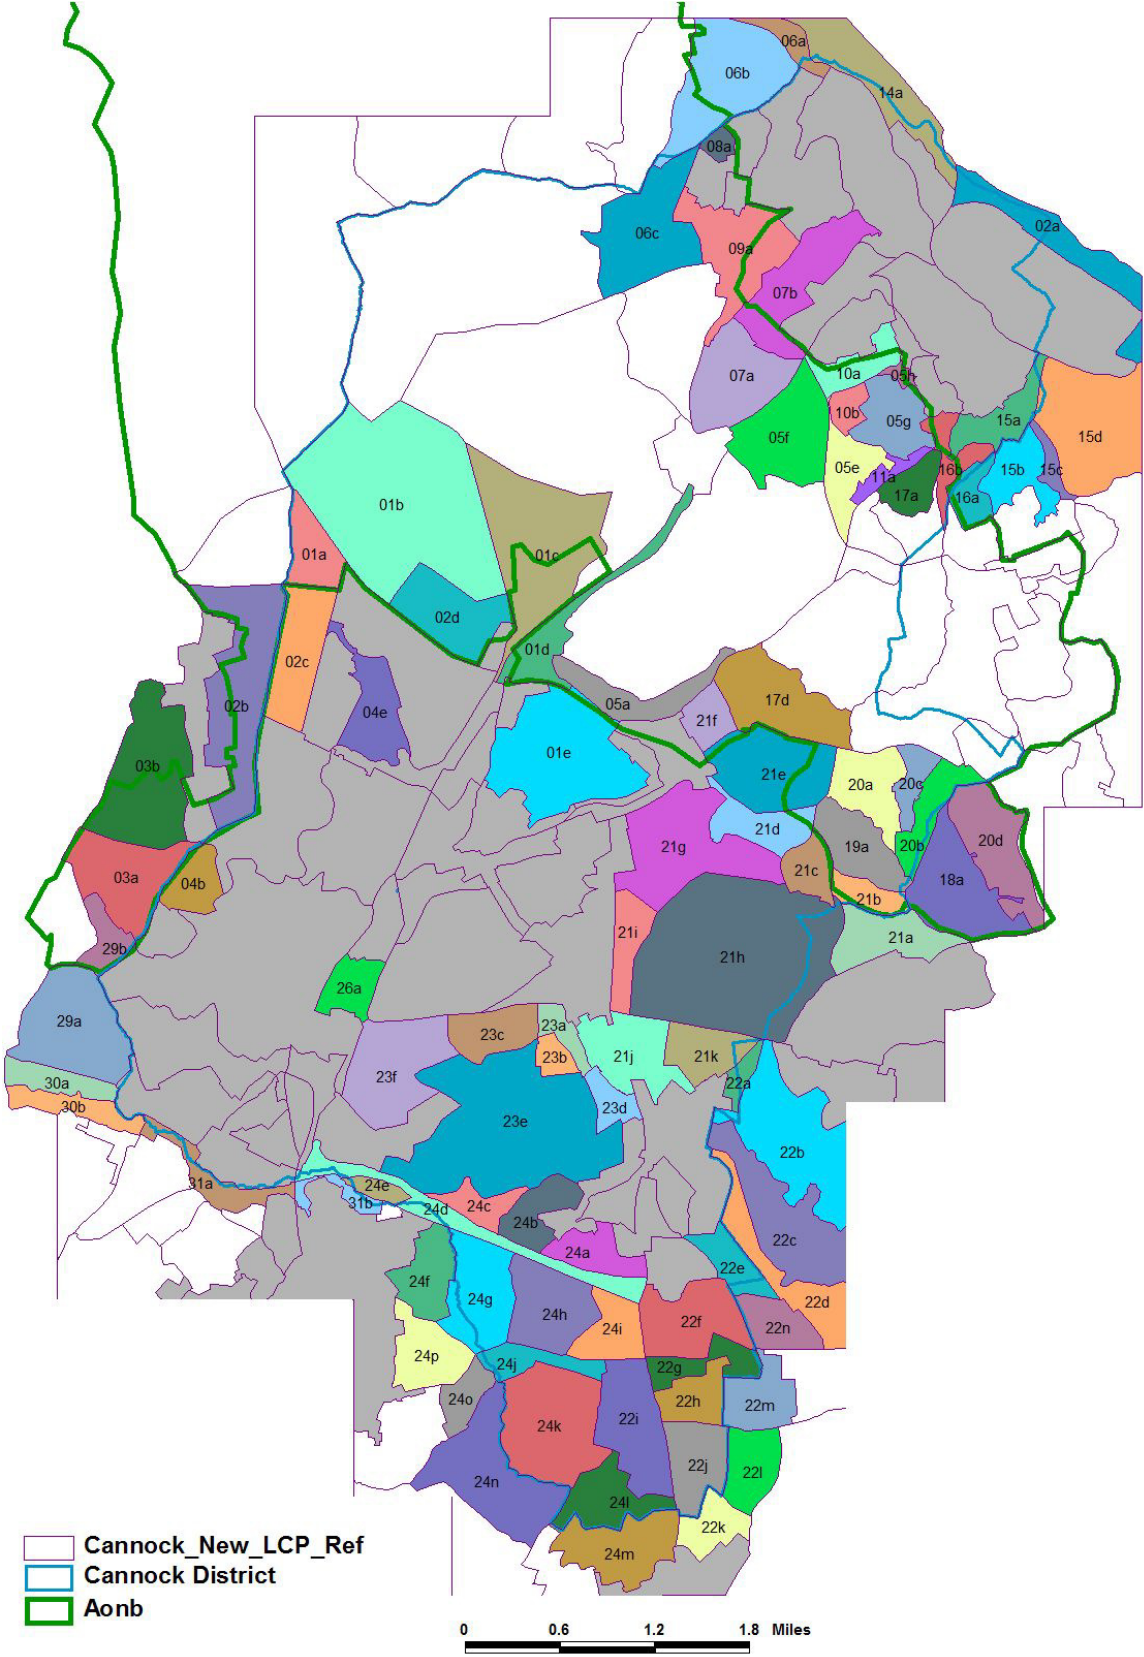 06a
06b
14a
08a
02a
06c
09a
07b
07a
10a
05h
10b
05g
15a
05f
15d
05e
16b
15b
15c
11a
17a
16a
01b
01a
01c
02d
01d
02c
17d
02b
04e
05a
21f
01e
03b
21e
20a
20c
21d
21g
19a
20b
20d
03a
04b
21c
18a
21b
29b
21i
21a
21h
26a
29a
23a
23c
23b
21j
21k
30a
23f
22a
30b
23d
23e
22b
31a
24e
31b
24d
24c
24b
22c
24a
22e
24f
24g
22d
24h
24i
22f
22n
24p
24j
22g
24o
22h
22m
24k
22i
22j
22l
24n
24l
22k
24m
Cannock_New_LCP_Ref
Cannock District
Aonb
0 0.6 1.2 1.8 Miles